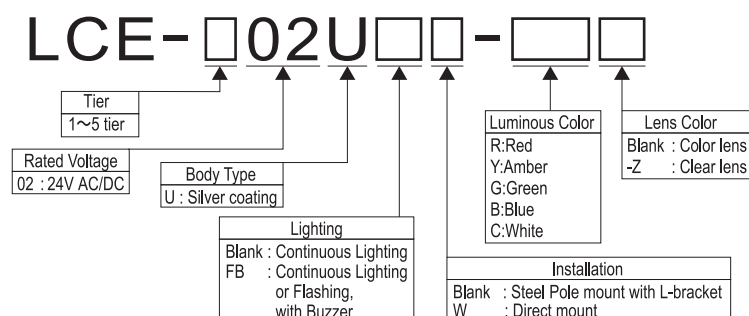 LCE-□02U□□-□□
Tier
1～5 tier
Rated Voltage
02 : 24V AC/DC
Body Type
U : Silver coating
Lighting
Blank : Continuous Lighting
FB : Continuous Lighting
or Flashing,
with Buzzer
Luminous Color
R:Red
Y:Amber
G:Green
B:Blue
C:White
Lens Color
Blank : Color lens
-Z : Clear lens
Installation
Blank : Steel Pole mount with L-bracket
W : Direct mount